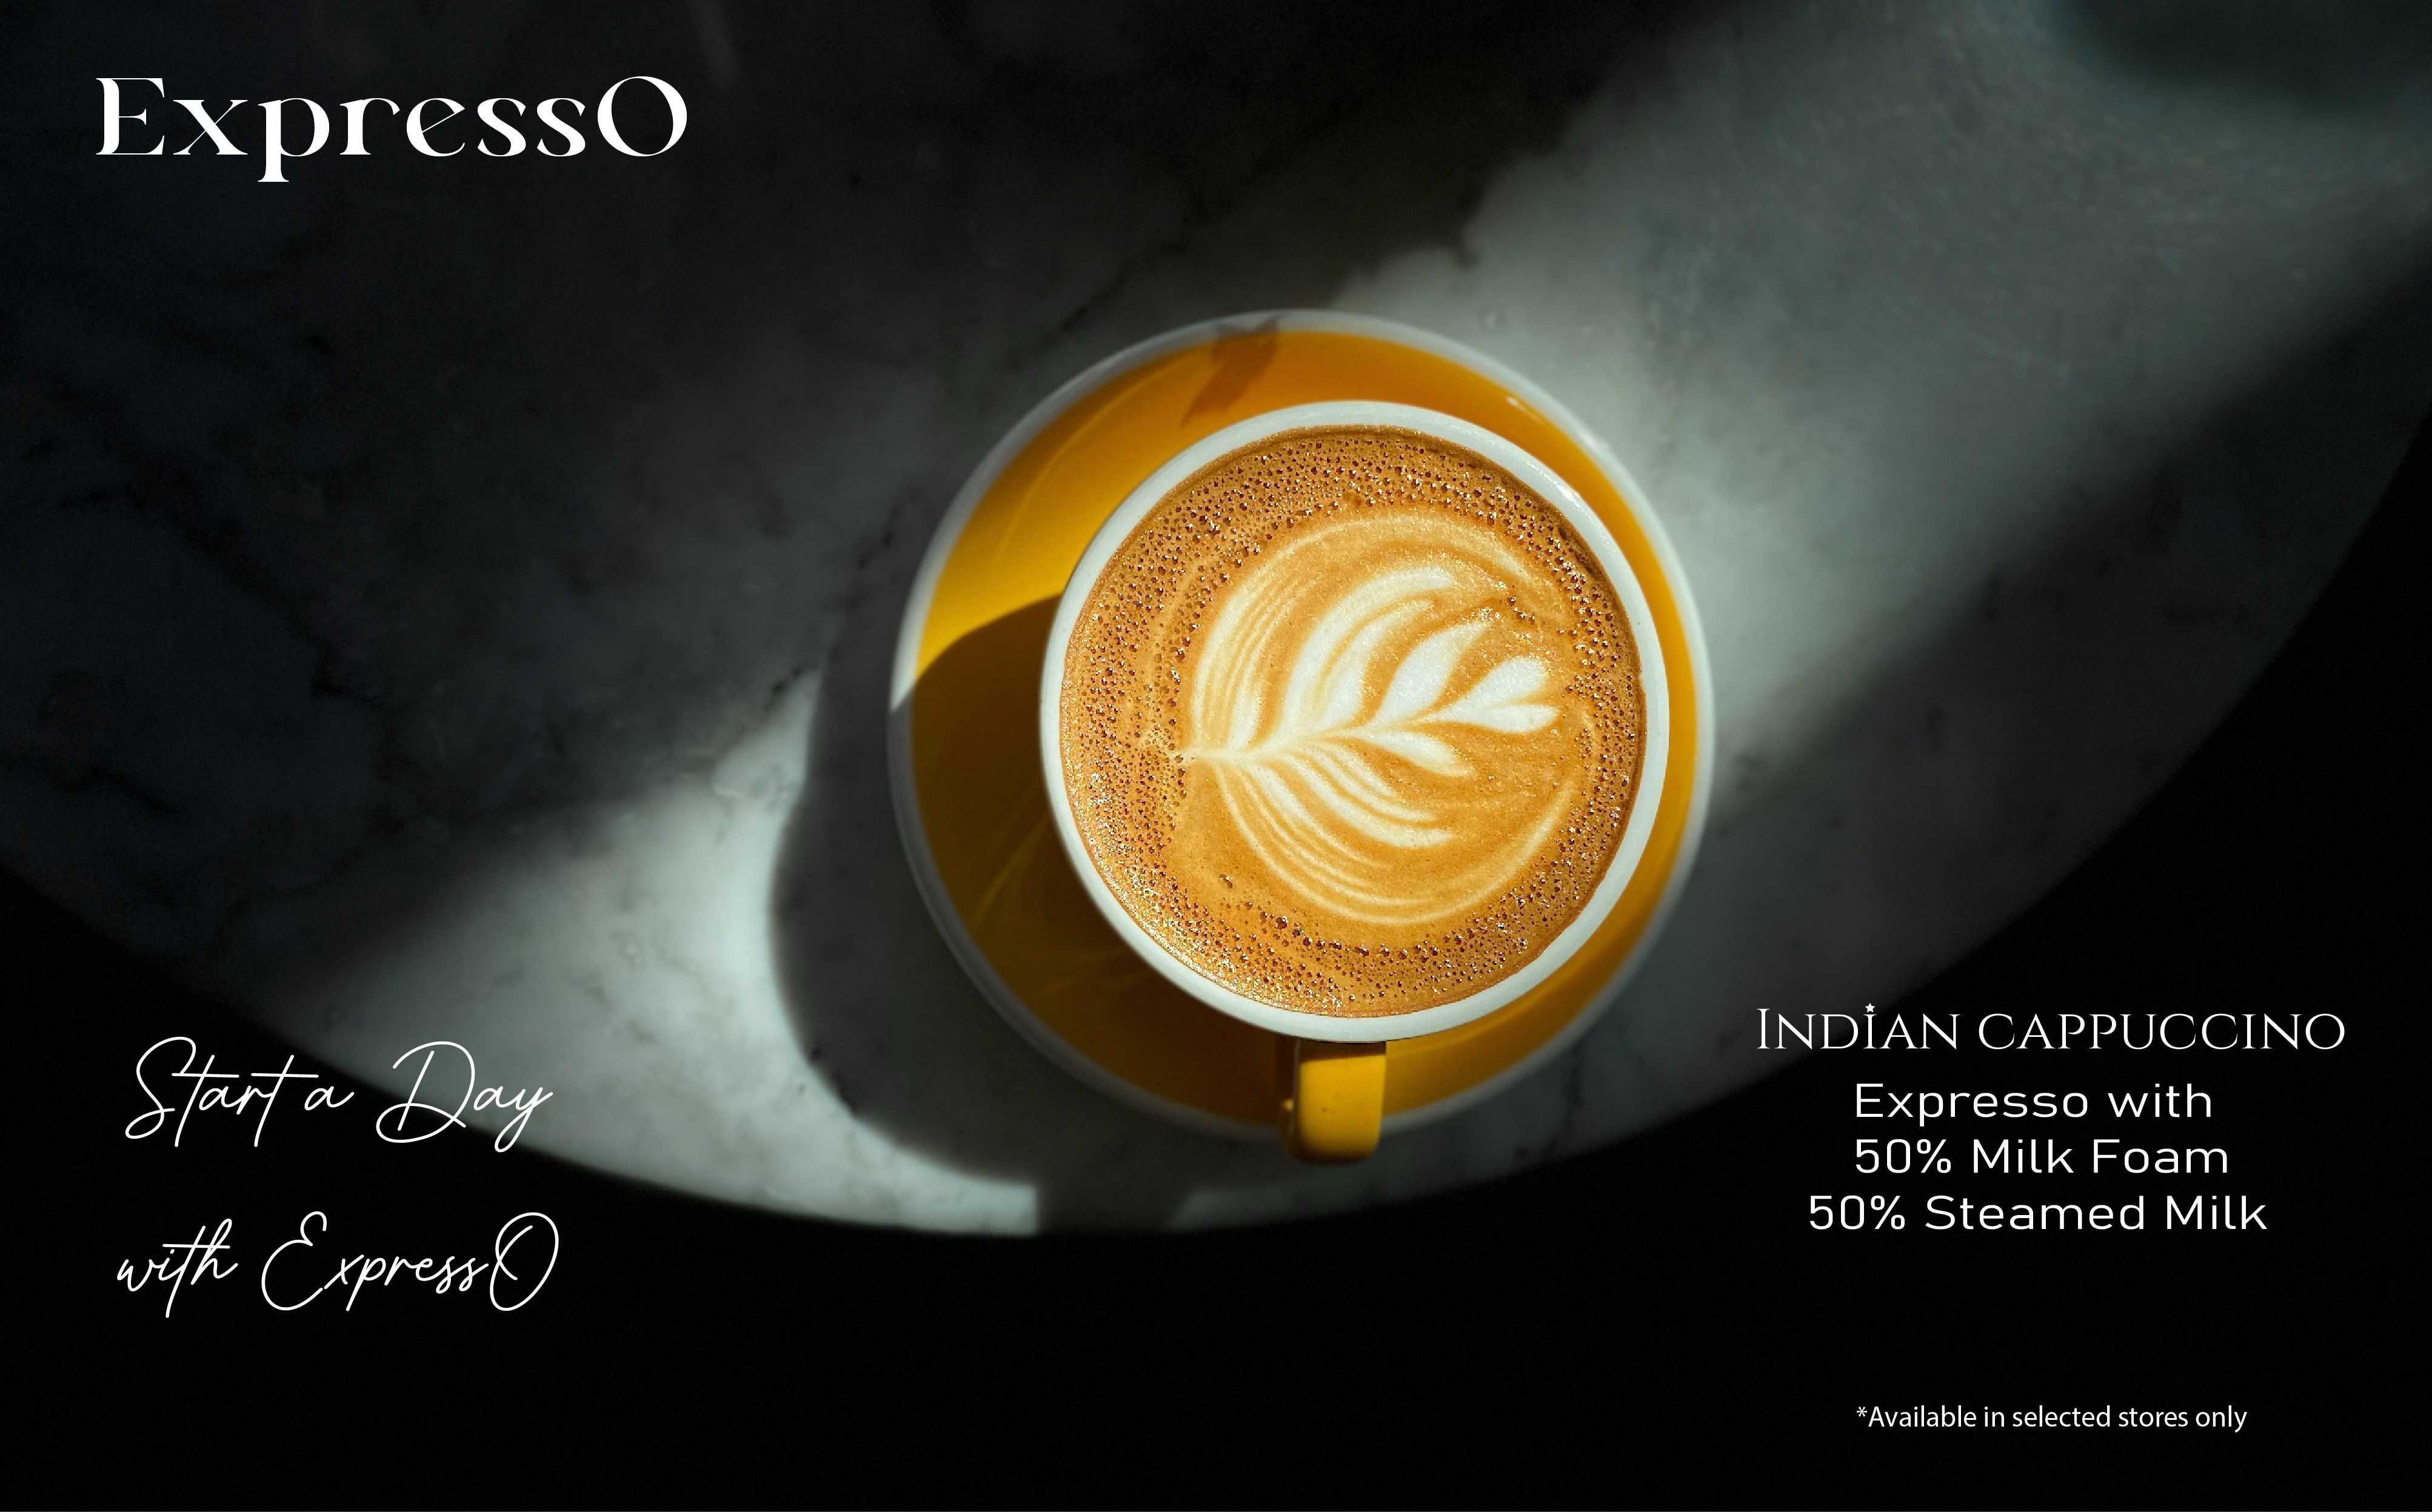 ExpressO
Start a Day
with ExpressO
INDIAN CAPPUCCINO
Expresso with
50% Milk Foam
50% Steamed Milk
*Available in selected stores only